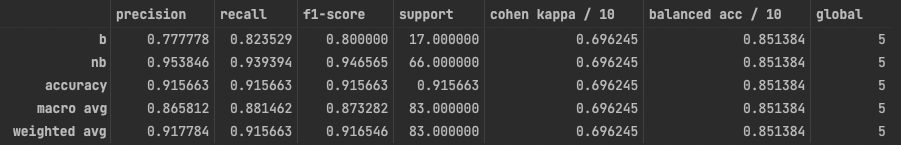 precision recall f1-score support cohen kappa / 10 balanced acc / 10 global
b 0.777778 0.823529 0.800000 17.000000 0.696245 0.851384 5
nb 0.953846 0.939394 0.946565 66.000000 0.696245 0.851384 5
accuracy 0.915663 0.915663 0.915663 0.915663 0.696245 0.851384 5
macro avg 0.865812 0.881462 0.873282 83.000000 0.696245 0.851384 5
weighted avg 0.917784 0.915663 0.916546 83.000000 0.696245 0.851384 5